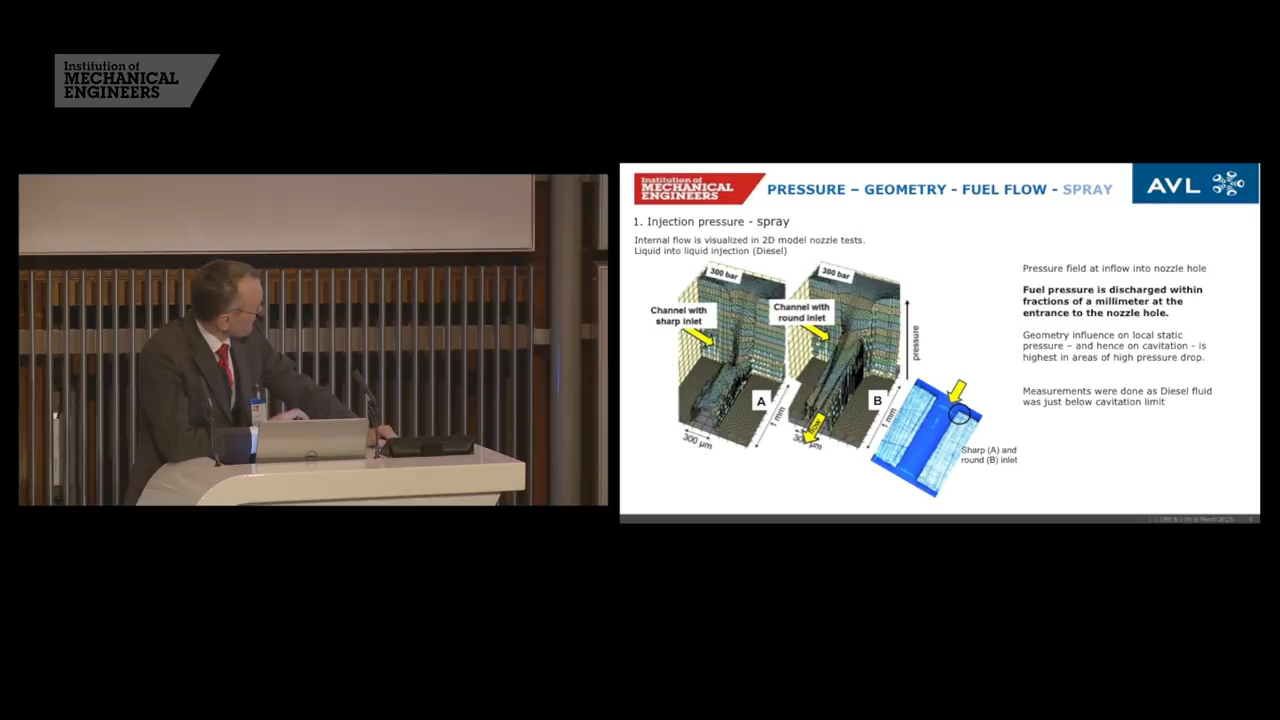 Institution of
MECHANICAL
ENGINEERS
Institution of
MECHANICAL
ENGINEERS
PRESSURE – GEOMETRY - FUEL FLOW - SPRAY
AVL
1. Injection pressure - spray
Internal flow is visualized in 2D model nozzle tests.
Liquid into liquid injection (Diesel)
300 bar
300 bar
Channel with
sharp inlet
Channel with
round inlet
pressure
A
B
1 mm
1 mm
300 µm
300 µm
flow
Sharp (A) and
round (B) inlet
Pressure field at inflow into nozzle hole
Fuel pressure is discharged within
fractions of a millimeter at the
entrance to the nozzle hole.
Geometry influence on local static
pressure – and hence on cavitation - is
highest in areas of high pressure drop.
Measurements were done as Diesel fluid
was just below cavitation limit